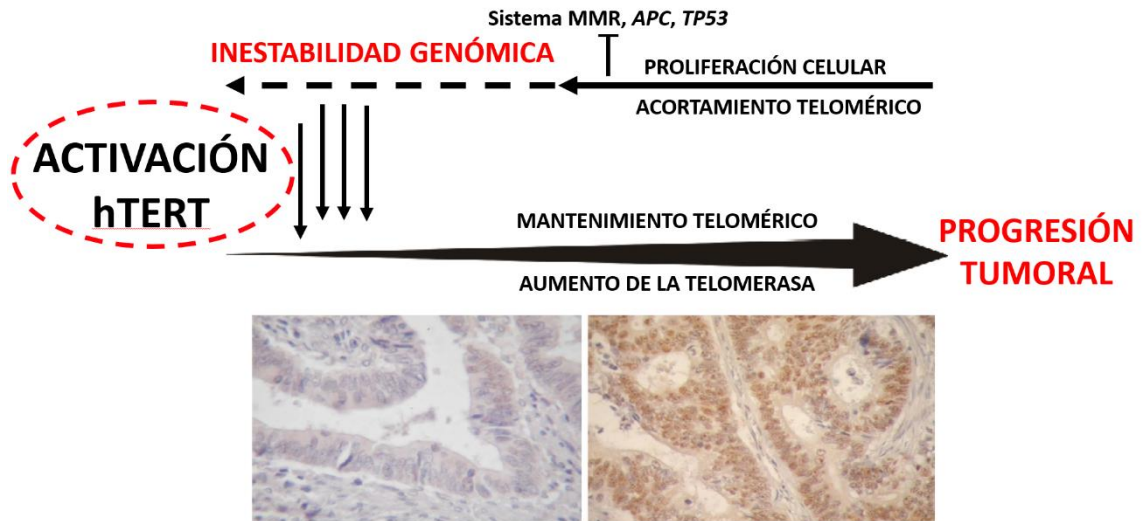 Sistema MMR, APC, TP53
INESTABILIDAD GENÓMICA
PROLIFERACIÓN CELULAR
ACORTAMIENTO TELOMÉRICO
ACTIVACIÓN
hTERT
MANTENIMIENTO TELOMÉRICO
AUMENTO DE LA TELOMERASA
PROGRESIÓN
TUMORAL